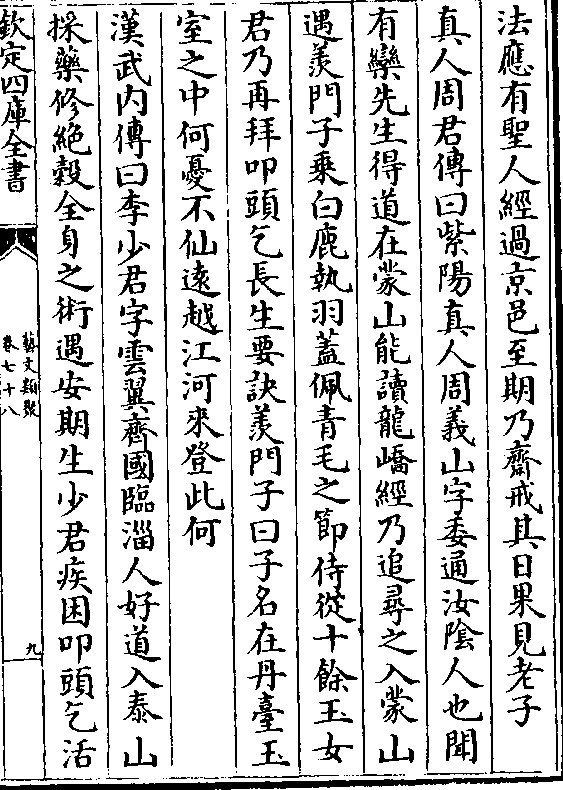 法應有聖人經過京邑至期乃齋戒其日果見老子
真人周君傳曰紫陽真人周義山字委通汝陰人也聞
有欒先生得道在蒙山能讀龍嶠經乃追尋之入蒙山
遇羨門子乘白鹿執羽蓋佩青毛之節侍從十餘玉女
君乃再拜叩頭乞長生要訣羨門子曰子名在丹臺玉
室之中何憂不仙遠越江河來登此何
漢武內傳曰李少君字雲翼齊國臨淄人好道入泰山
採藥修絕穀全身之術遇安期生少君疾困叩頭乞活
欽定四庫全書
藝文類聚
卷七十八
九